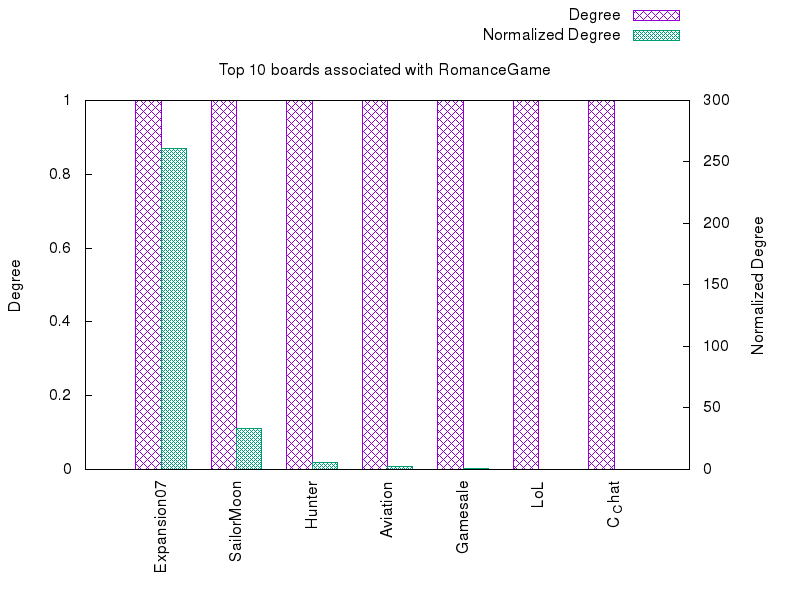 Degree
Normalized Degree
Top 10 boards associated with RomanceGame
1
0.8
0.6
0.4
0.2
0
Degree
300
250
200
150
100
50
0
Normalized Degree
Expansion07
SailorMoon
Hunter
Aviation
Gamesale
LoL
C_Chat